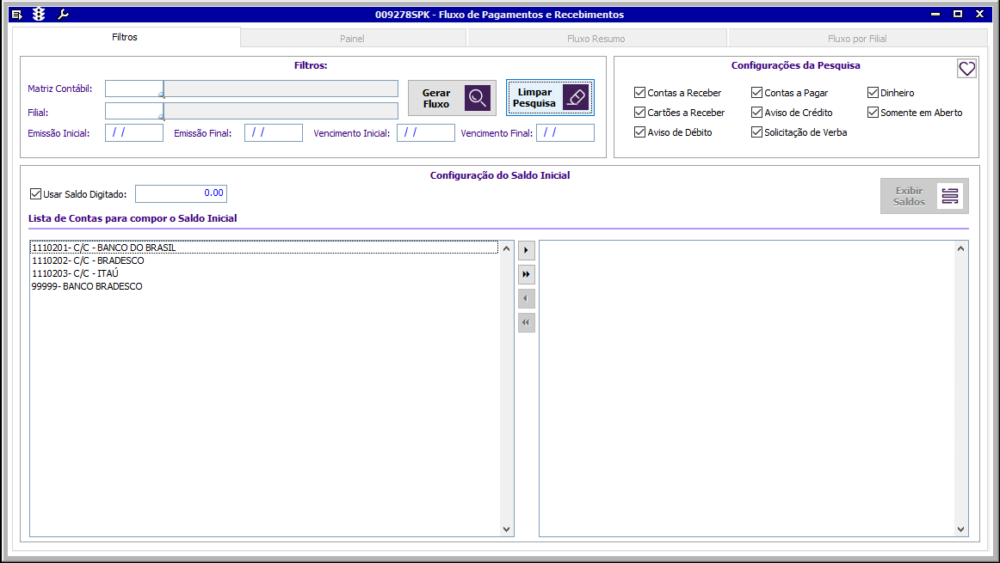 009278SPK - Fluxo de Pagamentos e Recebimentos
Filtros
Painel
Fluxo Resumo
Fluxo por Filial
Filtros:
Matriz Contábil:
Filial:
Emissão Inicial: / /
Emissão Final: / /
Vencimento Inicial: / /
Vencimento Final: / /
Gerar
Fluxo
Limpar
Pesquisa
Configurações da Pesquisa
Contas a Receber
Contas a Pagar
Dinheiro
Cartões a Receber
Aviso de Crédito
Somente em Aberto
Aviso de Débito
Solicitação de Verba
Configuração do Saldo Inicial
Usar Saldo Digitado: 0.00
Exibir
Saldos
Lista de Contas para compor o Saldo Inicial
1110201- C/C - BANCO DO BRASIL
1110202- C/C - BRADESCO
1110203- C/C - ITAÚ
99999- BANCO BRADESCO